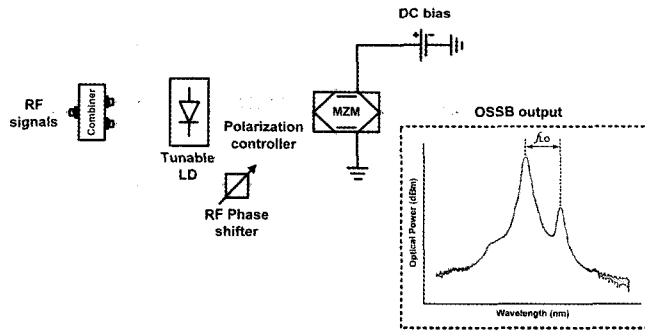 DC bias
RF
signals
Combiner
Tunable
LD
Polarization
controller
RF Phase
shifter
MZM
OSSB output
fLO
Optical Power (dBm)
Wavelength (nm)